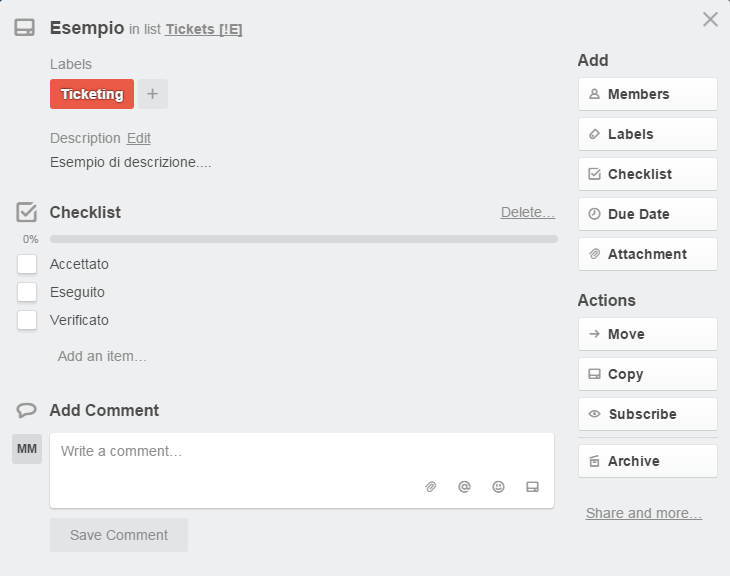 Esempio in list Tickets [!E]
Labels
Ticketing +
Description Edit
Esempio di descrizione....
Checklist Delete...
0%
Accettato
Eseguito
Verificato
Add an item...
Add Comment
MM
Write a comment...
@
Save Comment
Add
Members
Labels
Checklist
Due Date
Attachment
Actions
Move
Copy
Subscribe
Archive
Share and more...